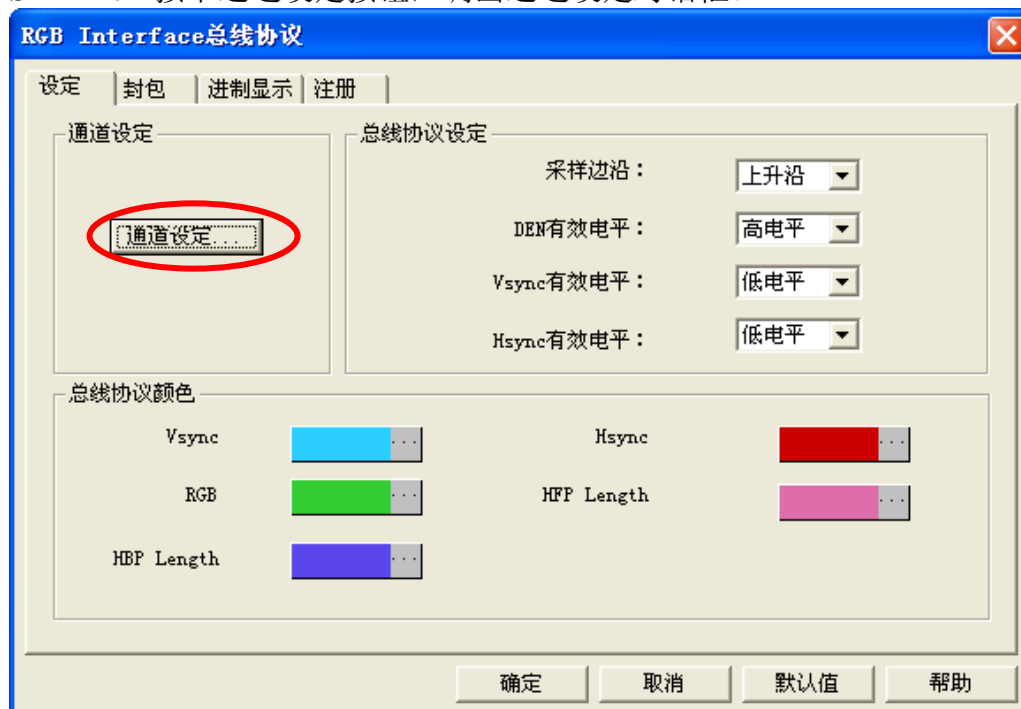 RGB Interface总线协议
设定 封包 进制显示 注册
通道设定
通道设定...
总线协议设定
采样边沿： 上升沿
DEN有效电平： 高电平
Vsync有效电平： 低电平
Hsync有效电平： 低电平
总线协议颜色
Vsync ... Hsync ...
RGB ... HFP Length ...
HBP Length ...
确定 取消 默认值 帮助